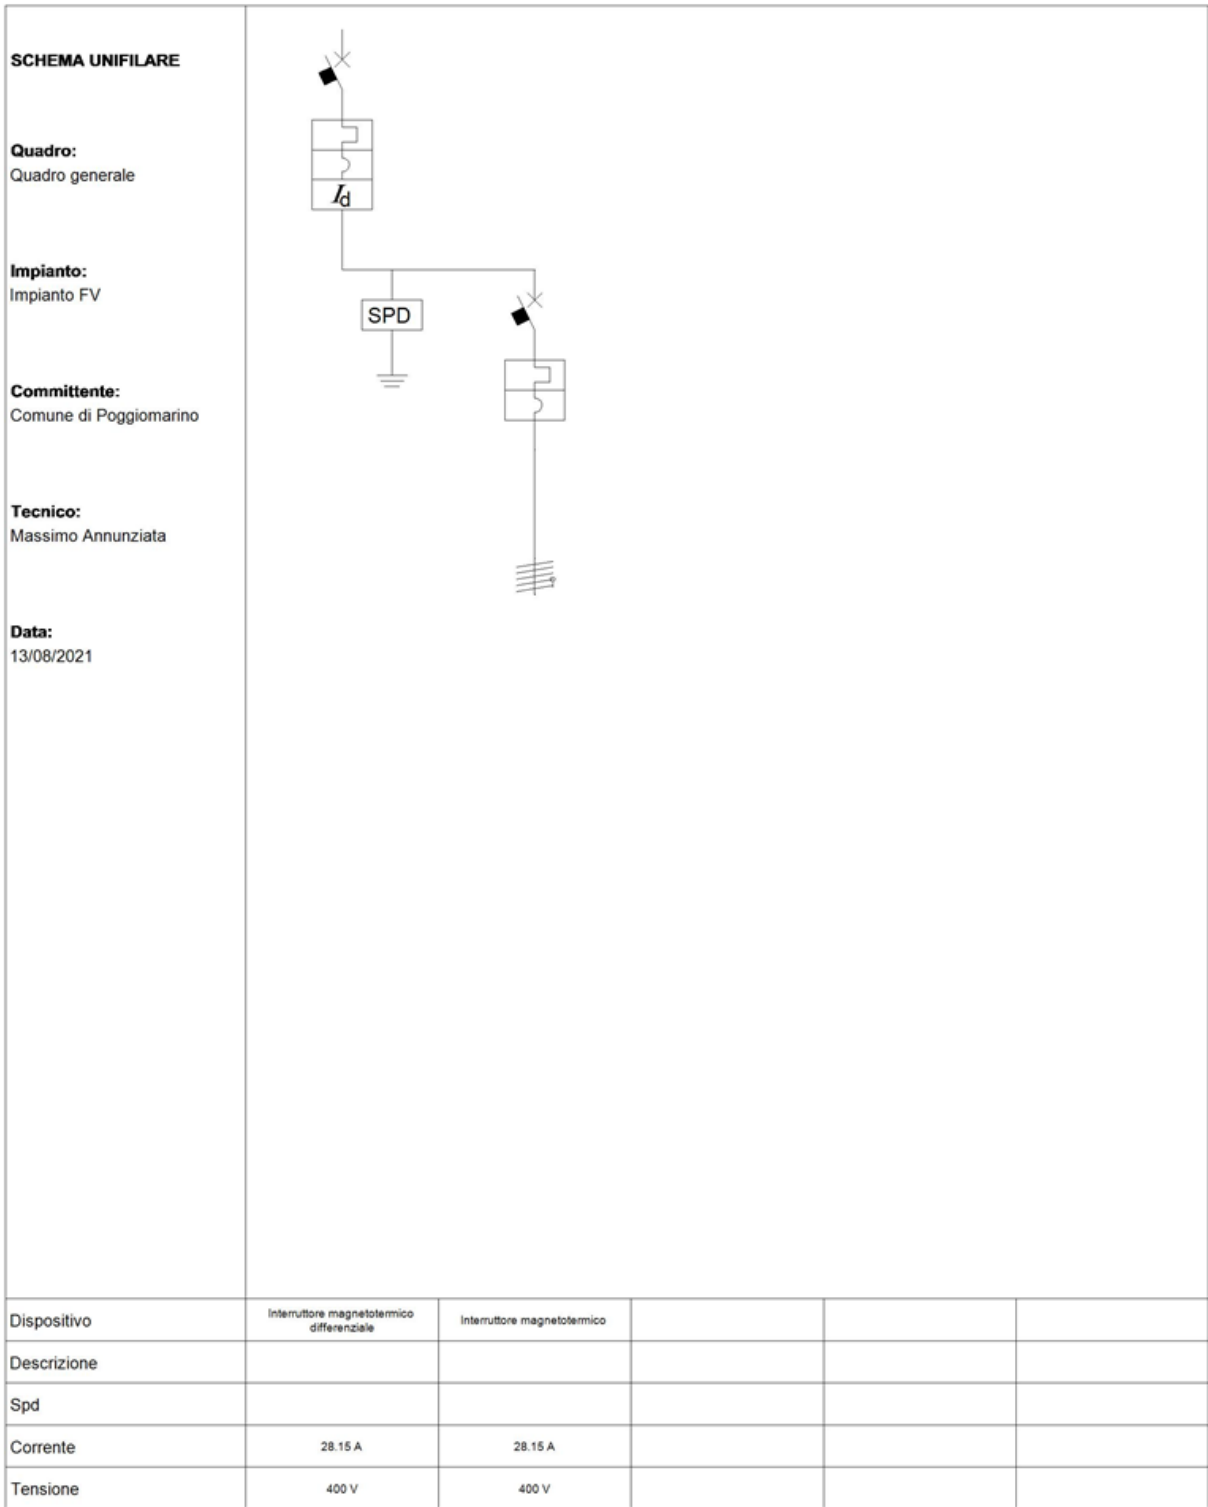 SCHEMA UNIFILARE
Quadro:
Quadro generale
Impianto:
Impianto FV
Committente:
Comune di Poggiomarino
Tecnico:
Massimo Annunziata
Data:
13/08/2021
Id
SPD
Dispositivo
Interruttore magnetotermico
differenziale
Interruttore magnetotermico
Descrizione
Spd
Corrente
28.15 A
28.15 A
Tensione
400 V
400 V